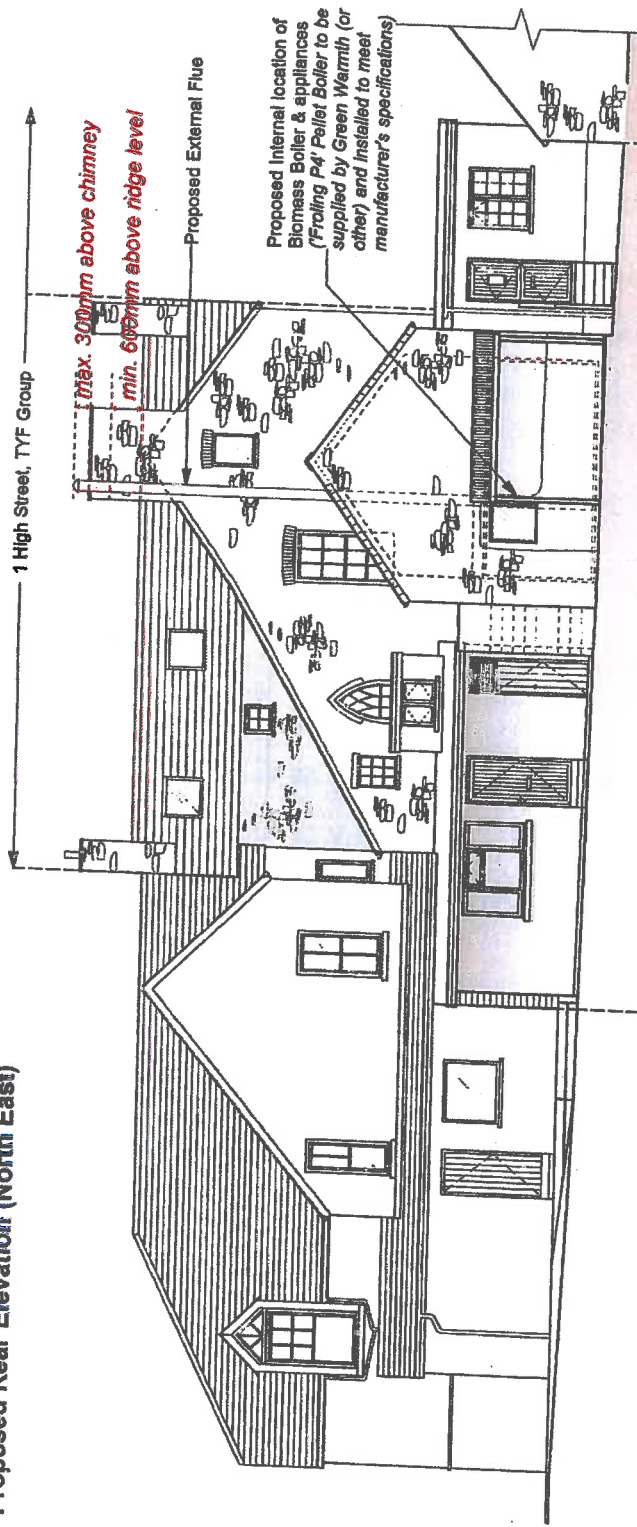 Proposed Rear Elevation (North East)
1 High Street, TYF Group
max. 300mm above chimney
min. 600mm above ridge level
Proposed External Flue
Proposed Internal location of
Biomass Boiler & appliances
('Froling P4' Pellet Boiler to be
supplied by Green Warmth (or
other) and installed to meet
manufacturer's specifications)